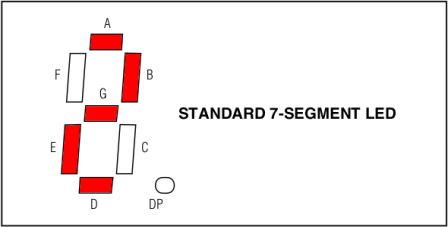 A
F B
G
STANDARD 7-SEGMENT LED
E C
D DP